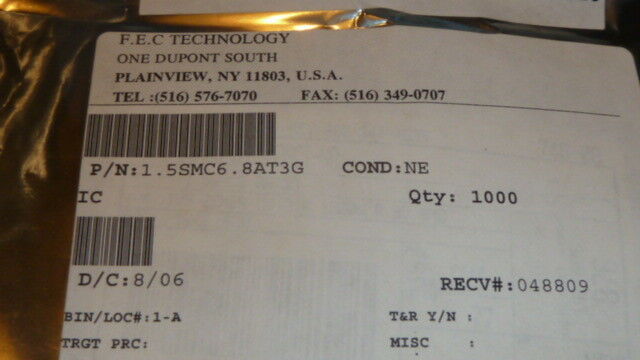 F.E.C TECHNOLOGY
ONE DUPONT SOUTH
PLAINVIEW, NY 11803, U.S.A.
TEL :(516) 576-7070 FAX: (516) 349-0707
P/N:1.5SMC6.8AT3G COND:NE
IC Qty: 1000
D/C:8/06 RECV#:048809
BIN/LOC#:1-A T&R Y/N :
TRGT PRC: MISC :